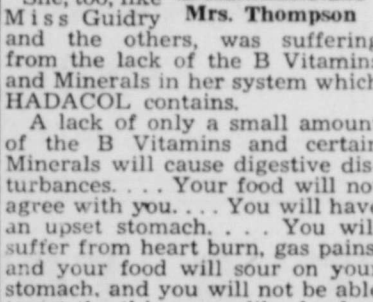 She, too, like
Miss Guidry Mrs. Thompson
and the others, was suffering
from the lack of the B Vitamins
and Minerals in her system which
HADACOL contains.
A lack of only a small amount
of the B Vitamins and certain
Minerals will cause digestive dis-
turbances. . . . Your food will not
agree with you. . . . You will have
an upset stomach. . . . You will
suffer from heart burn, gas pains,
and your food will sour on your
stomach, and you will not be able